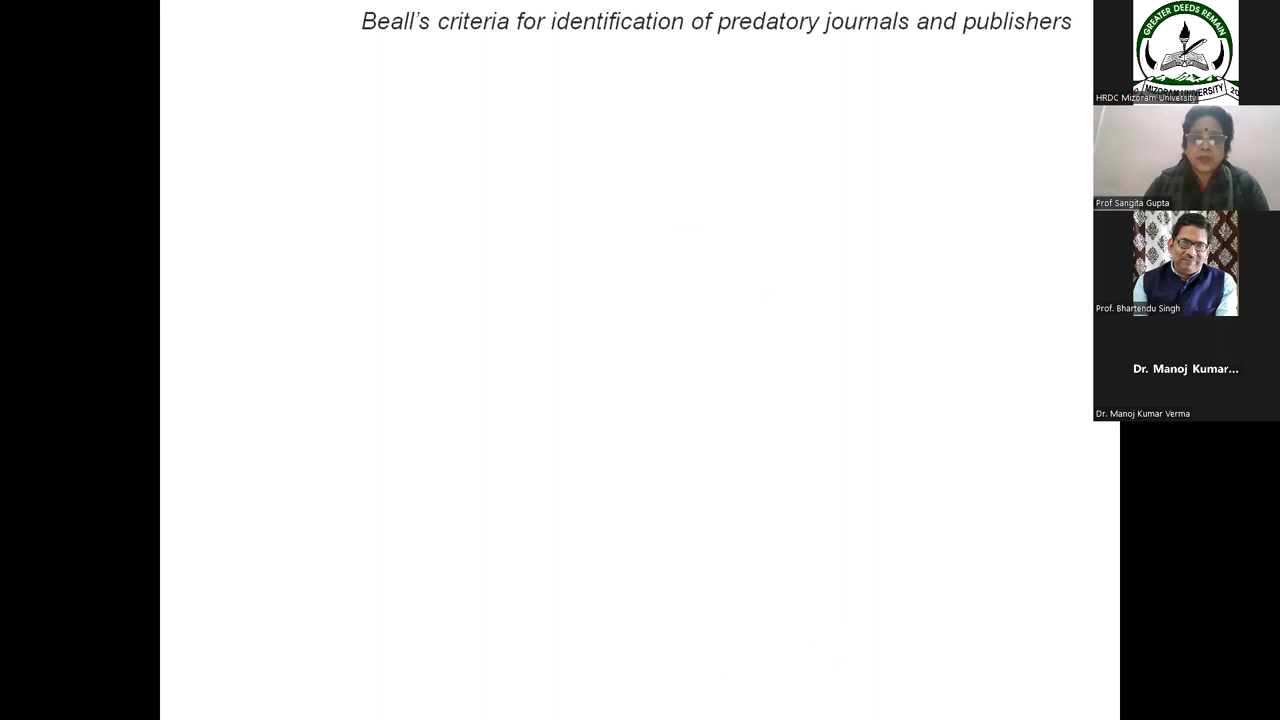 Beall’s criteria for identification of predatory journals and publishers
GREATER DEEDS REMAIN
MIZORAM UNIVERSITY
HRDC Mizoram University
Prof Sangita Gupta
Prof. Bhartendu Singh
Dr. Manoj Kumar...
Dr. Manoj Kumar Verma